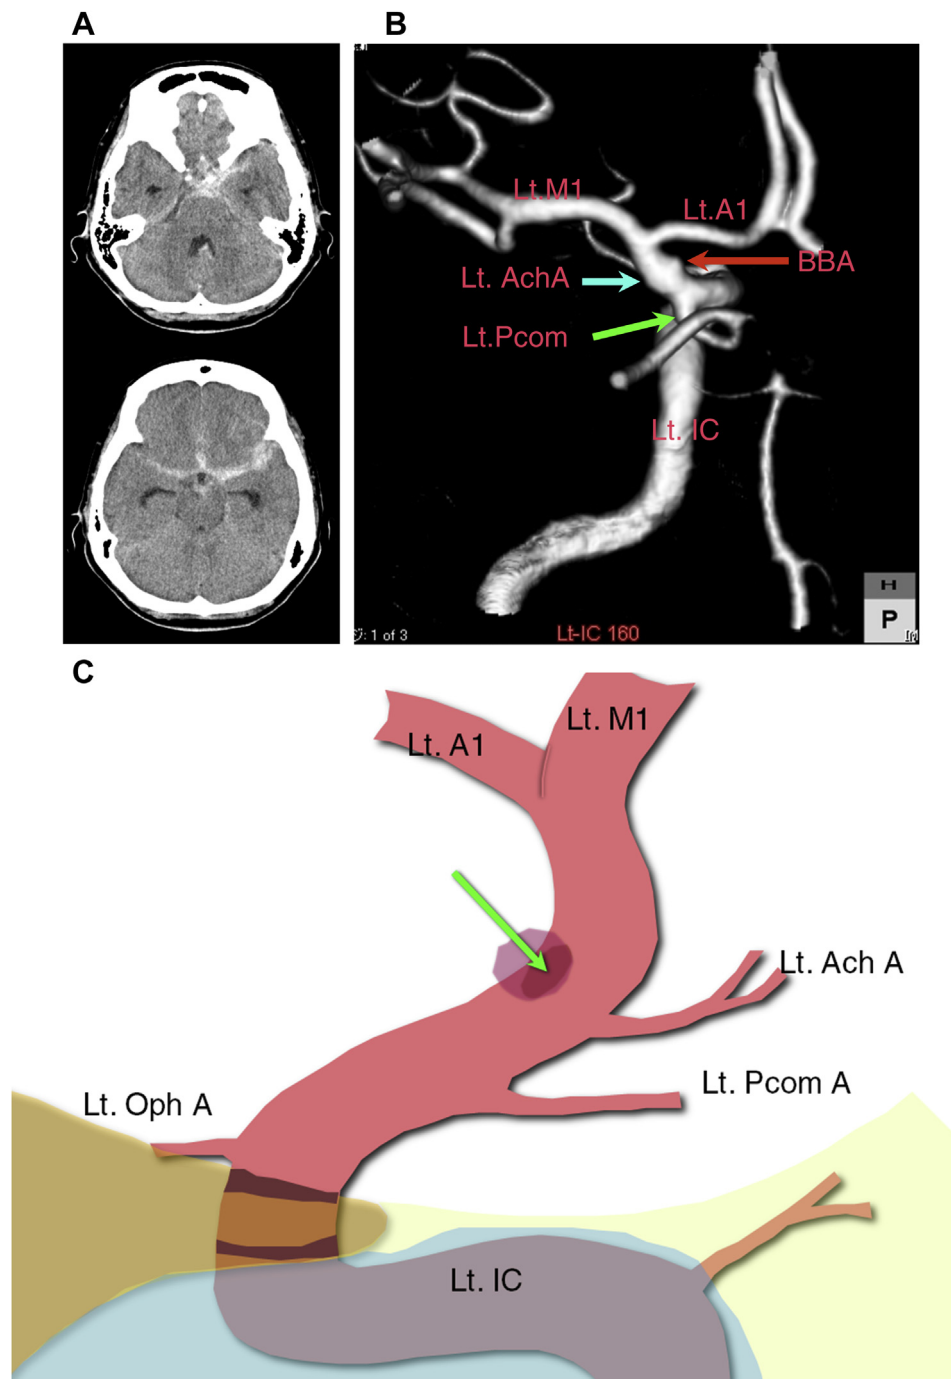 A
B
Lt.M1
Lt.A1
BBA
Lt. AchA
Lt.Pcom
Lt. IC
H
P
: 1 of 3
Lt-IC 160
C
Lt. M1
Lt. A1
Lt. Ach A
Lt. Pcom A
Lt. Oph A
Lt. IC